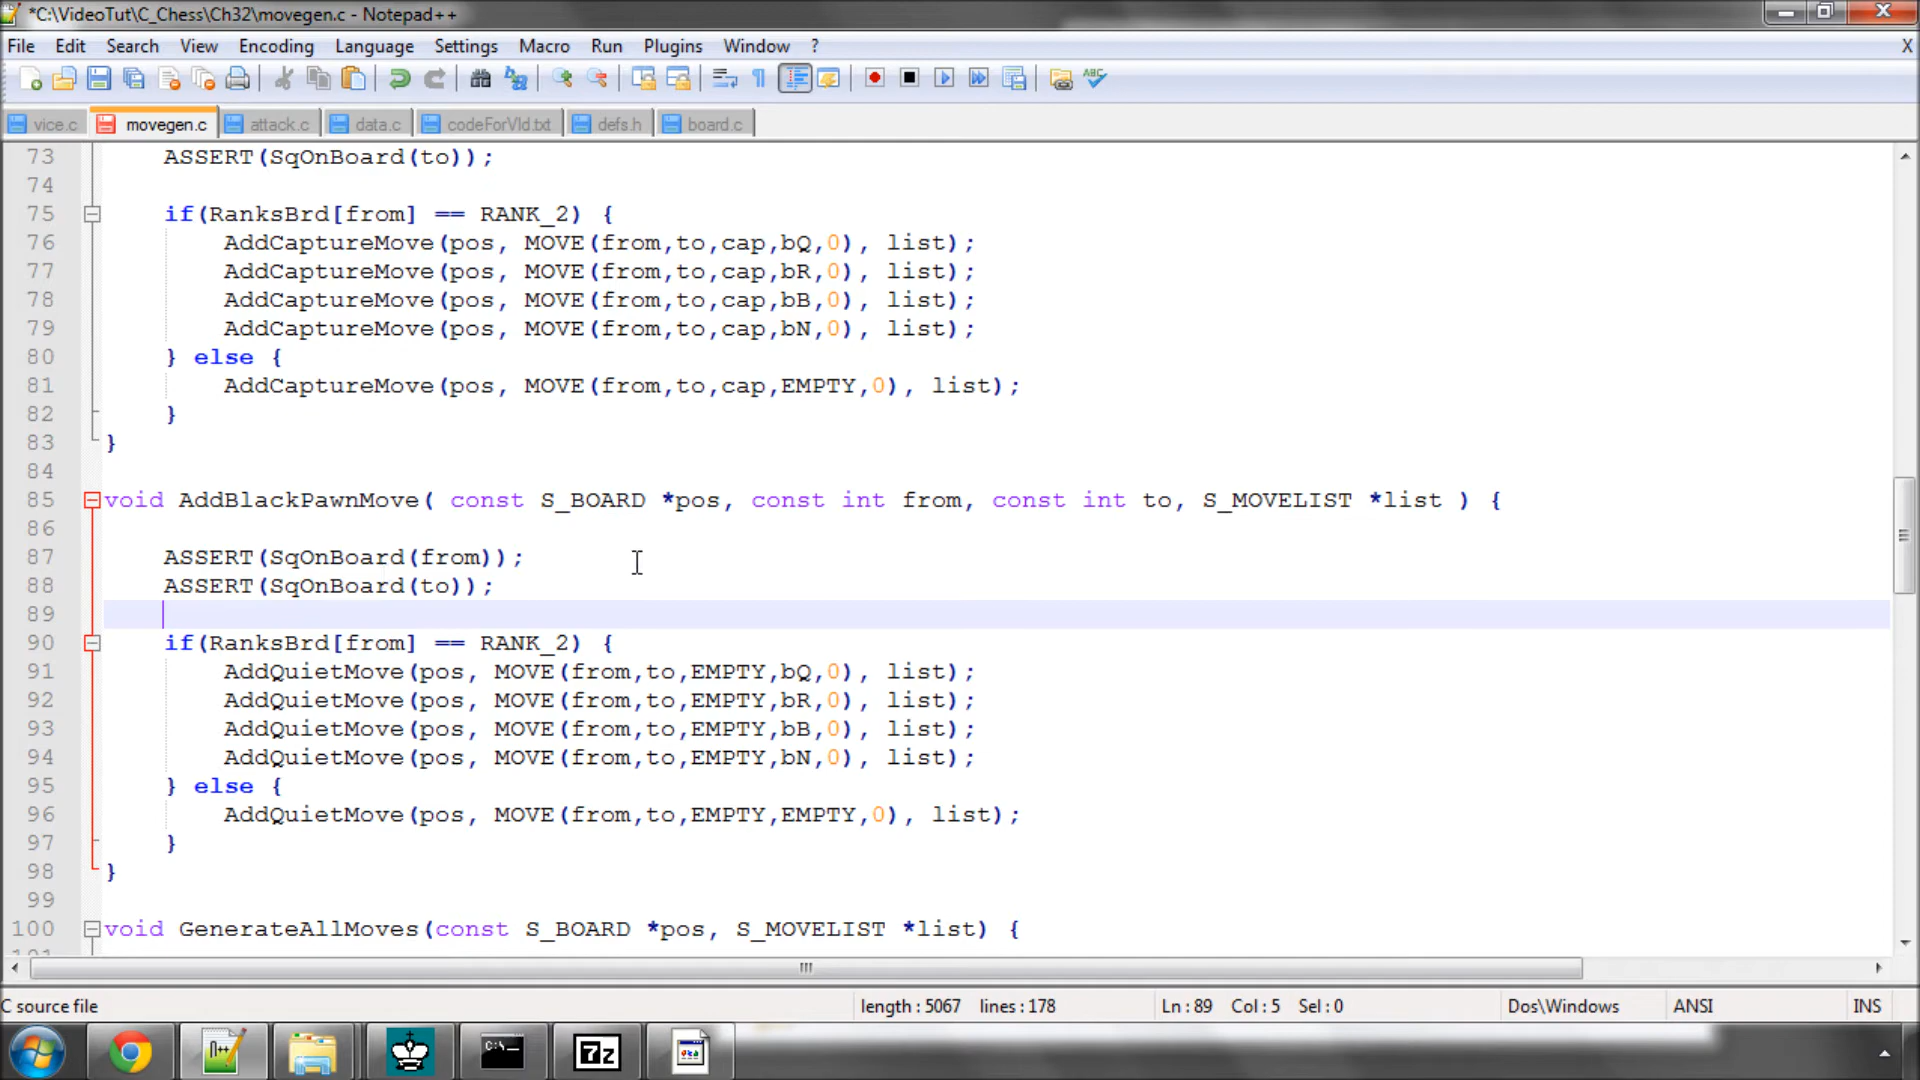 *C:\VideoTut\C_Chess\Ch32\movegen.c - Notepad++
File Edit Search View Encoding Language Settings Macro Run Plugins Window ? X
vice.c movegen.c attack.c data.c codeForVid.txt defs.h board.c
73 ASSERT(SqOnBoard(to));
74
75 if(RanksBrd[from] == RANK_2) {
76 AddCaptureMove(pos, MOVE(from,to,cap,bQ,0), list);
77 AddCaptureMove(pos, MOVE(from,to,cap,bR,0), list);
78 AddCaptureMove(pos, MOVE(from,to,cap,bB,0), list);
79 AddCaptureMove(pos, MOVE(from,to,cap,bN,0), list);
80 } else {
81 AddCaptureMove(pos, MOVE(from,to,cap,EMPTY,0), list);
82 }
83 }
84
85 void AddBlackPawnMove( const S_BOARD *pos, const int from, const int to, S_MOVELIST *list ) {
86
87 ASSERT(SqOnBoard(from));
88 ASSERT(SqOnBoard(to));
89
90 if(RanksBrd[from] == RANK_2) {
91 AddQuietMove(pos, MOVE(from,to,EMPTY,bQ,0), list);
92 AddQuietMove(pos, MOVE(from,to,EMPTY,bR,0), list);
93 AddQuietMove(pos, MOVE(from,to,EMPTY,bB,0), list);
94 AddQuietMove(pos, MOVE(from,to,EMPTY,bN,0), list);
95 } else {
96 AddQuietMove(pos, MOVE(from,to,EMPTY,EMPTY,0), list);
97 }
98 }
99
100 void GenerateAllMoves(const S_BOARD *pos, S_MOVELIST *list) {
C source file length : 5067 lines : 178 Ln : 89 Col : 5 Sel : 0 Dos\Windows ANSI INS